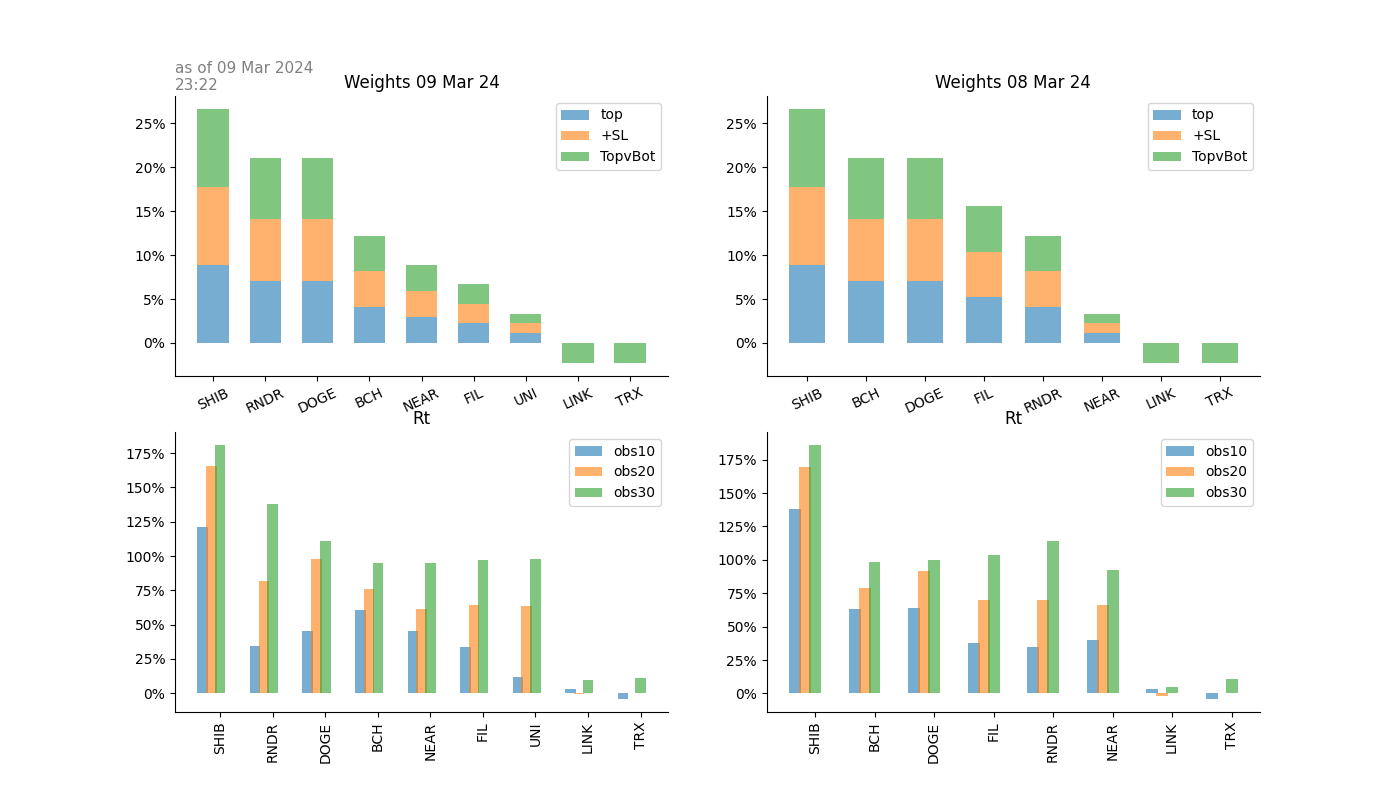 as of 09 Mar 2024
23:22
Weights 09 Mar 24
25%
20%
15%
10%
5%
0%
top
+SL
TopvBot
SHIB RNDR DOGE BCH NEAR FIL UNI LINK TRX
Weights 08 Mar 24
25%
20%
15%
10%
5%
0%
top
+SL
TopvBot
SHIB BCH DOGE FIL RNDR NEAR LINK TRX
Rt
175%
150%
125%
100%
75%
50%
25%
0%
obs10
obs20
obs30
SHIB RNDR DOGE BCH NEAR FIL UNI LINK TRX
Rt
175%
150%
125%
100%
75%
50%
25%
0%
obs10
obs20
obs30
SHIB BCH DOGE FIL RNDR NEAR LINK TRX